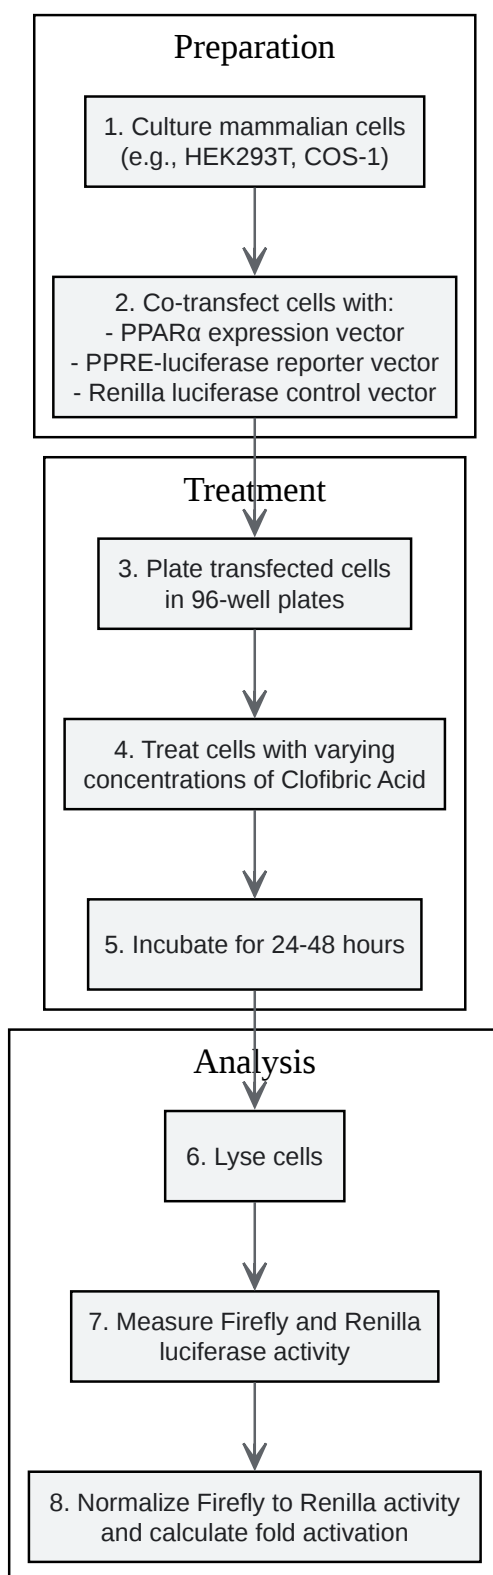 Preparation
1. Culture mammalian cells
(e.g., HEK293T, COS-1)
2. Co-transfect cells with:
- PPARα expression vector
- PPRE-luciferase reporter vector
- Renilla luciferase control vector
Treatment
3. Plate transfected cells
in 96-well plates
4. Treat cells with varying
concentrations of Clofibric Acid
5. Incubate for 24-48 hours
Analysis
6. Lyse cells
7. Measure Firefly and Renilla
luciferase activity
8. Normalize Firefly to Renilla activity
and calculate fold activation